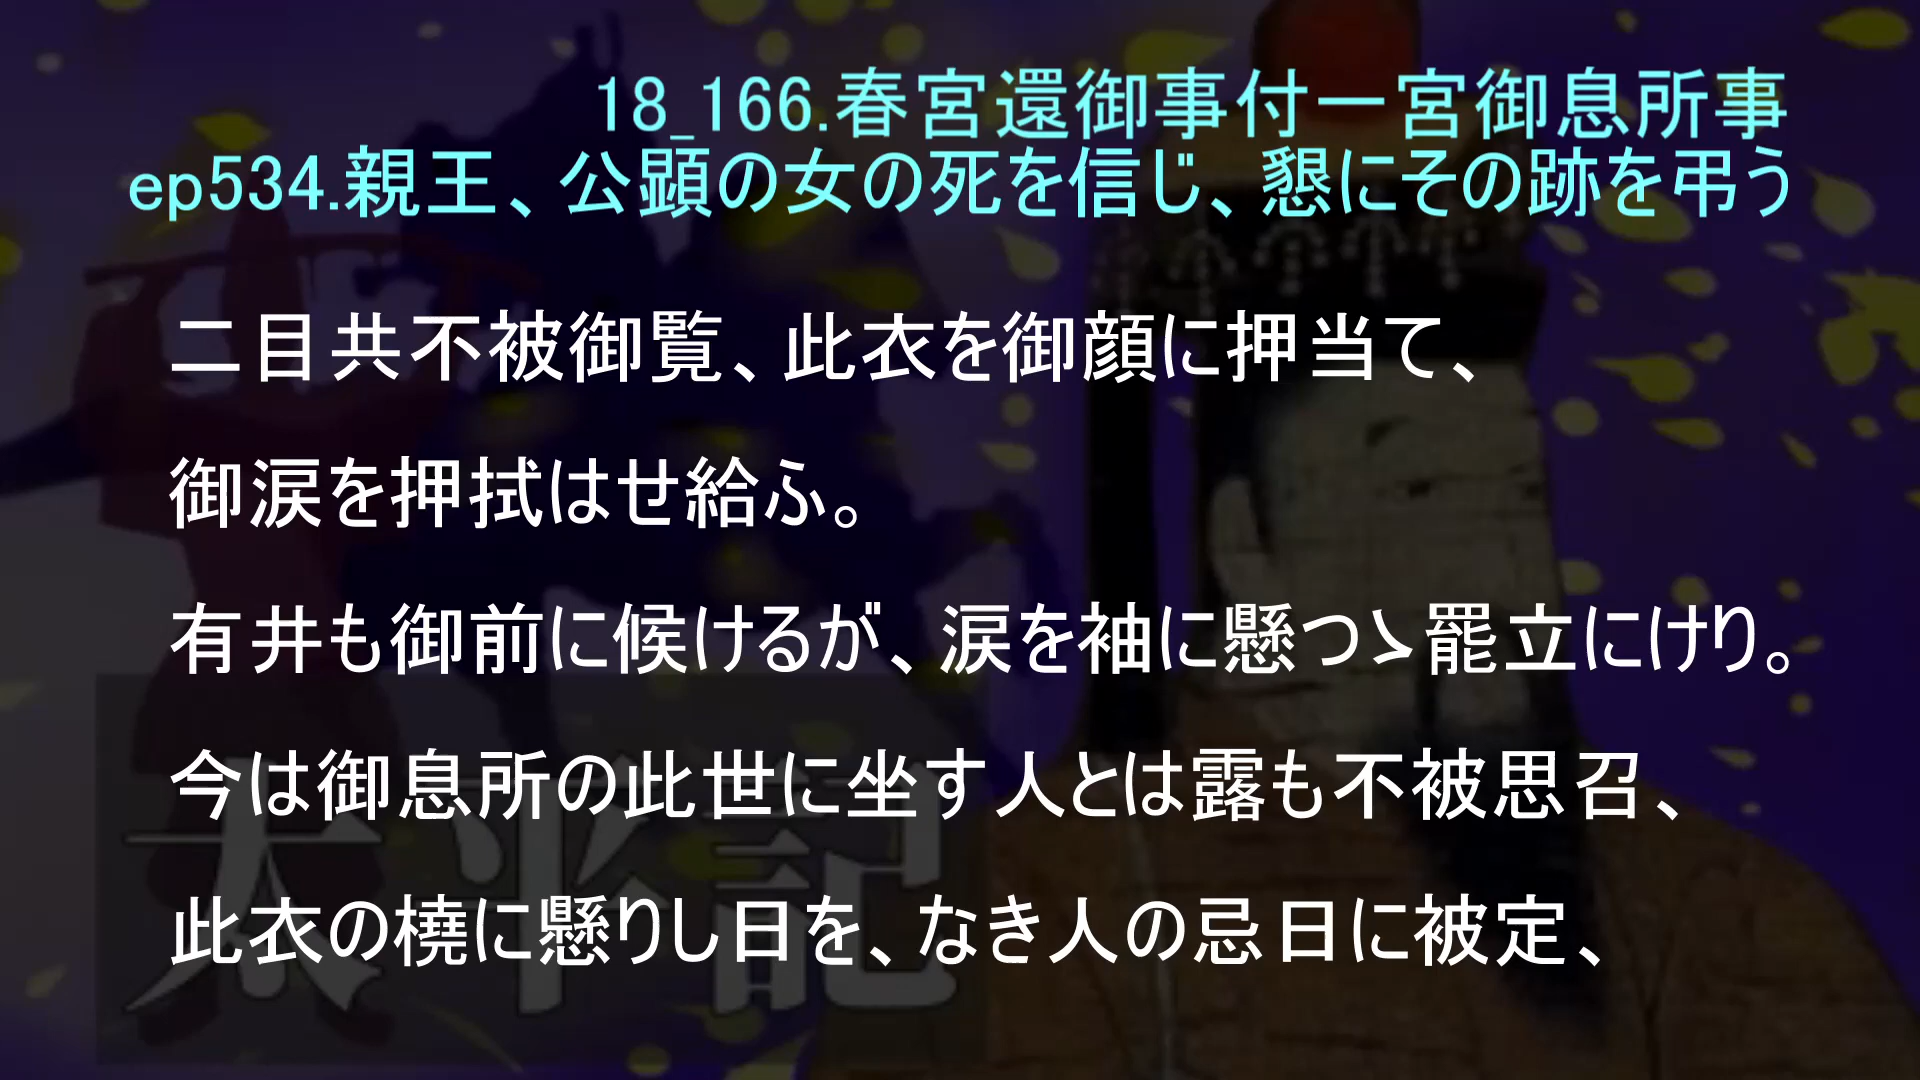 18_166.春宮還御事付一宮御息所事
ep534.親王、公顕の女の死を信じ、懇にその跡を弔う
二目共不被御覧、此衣を御顔に押当て、
御涙を押拭はせ給ふ。
有井も御前に候けるが、涙を袖に懸つゝ罷立にけり。
今は御息所の此世に坐す人とは露も不被思召、
此衣の橈に懸りし日を、なき人の忌日に被定、
太平記